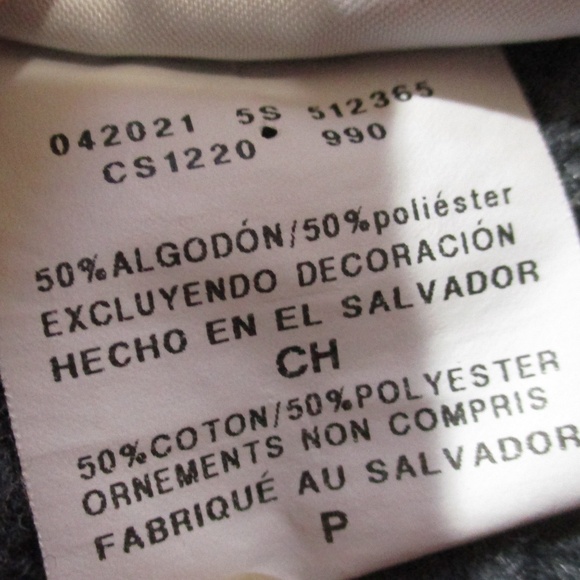 042021 5S 512365
CS1220 990
50%ALGODÓN/50%poliéster
EXCLUYENDO DECORACIÓN
HECHO EN EL SALVADOR
CH
50%COTON/50%POLYESTER
ORNEMENTS NON COMPRIS
FABRIQUÉ AU SALVADOR
P